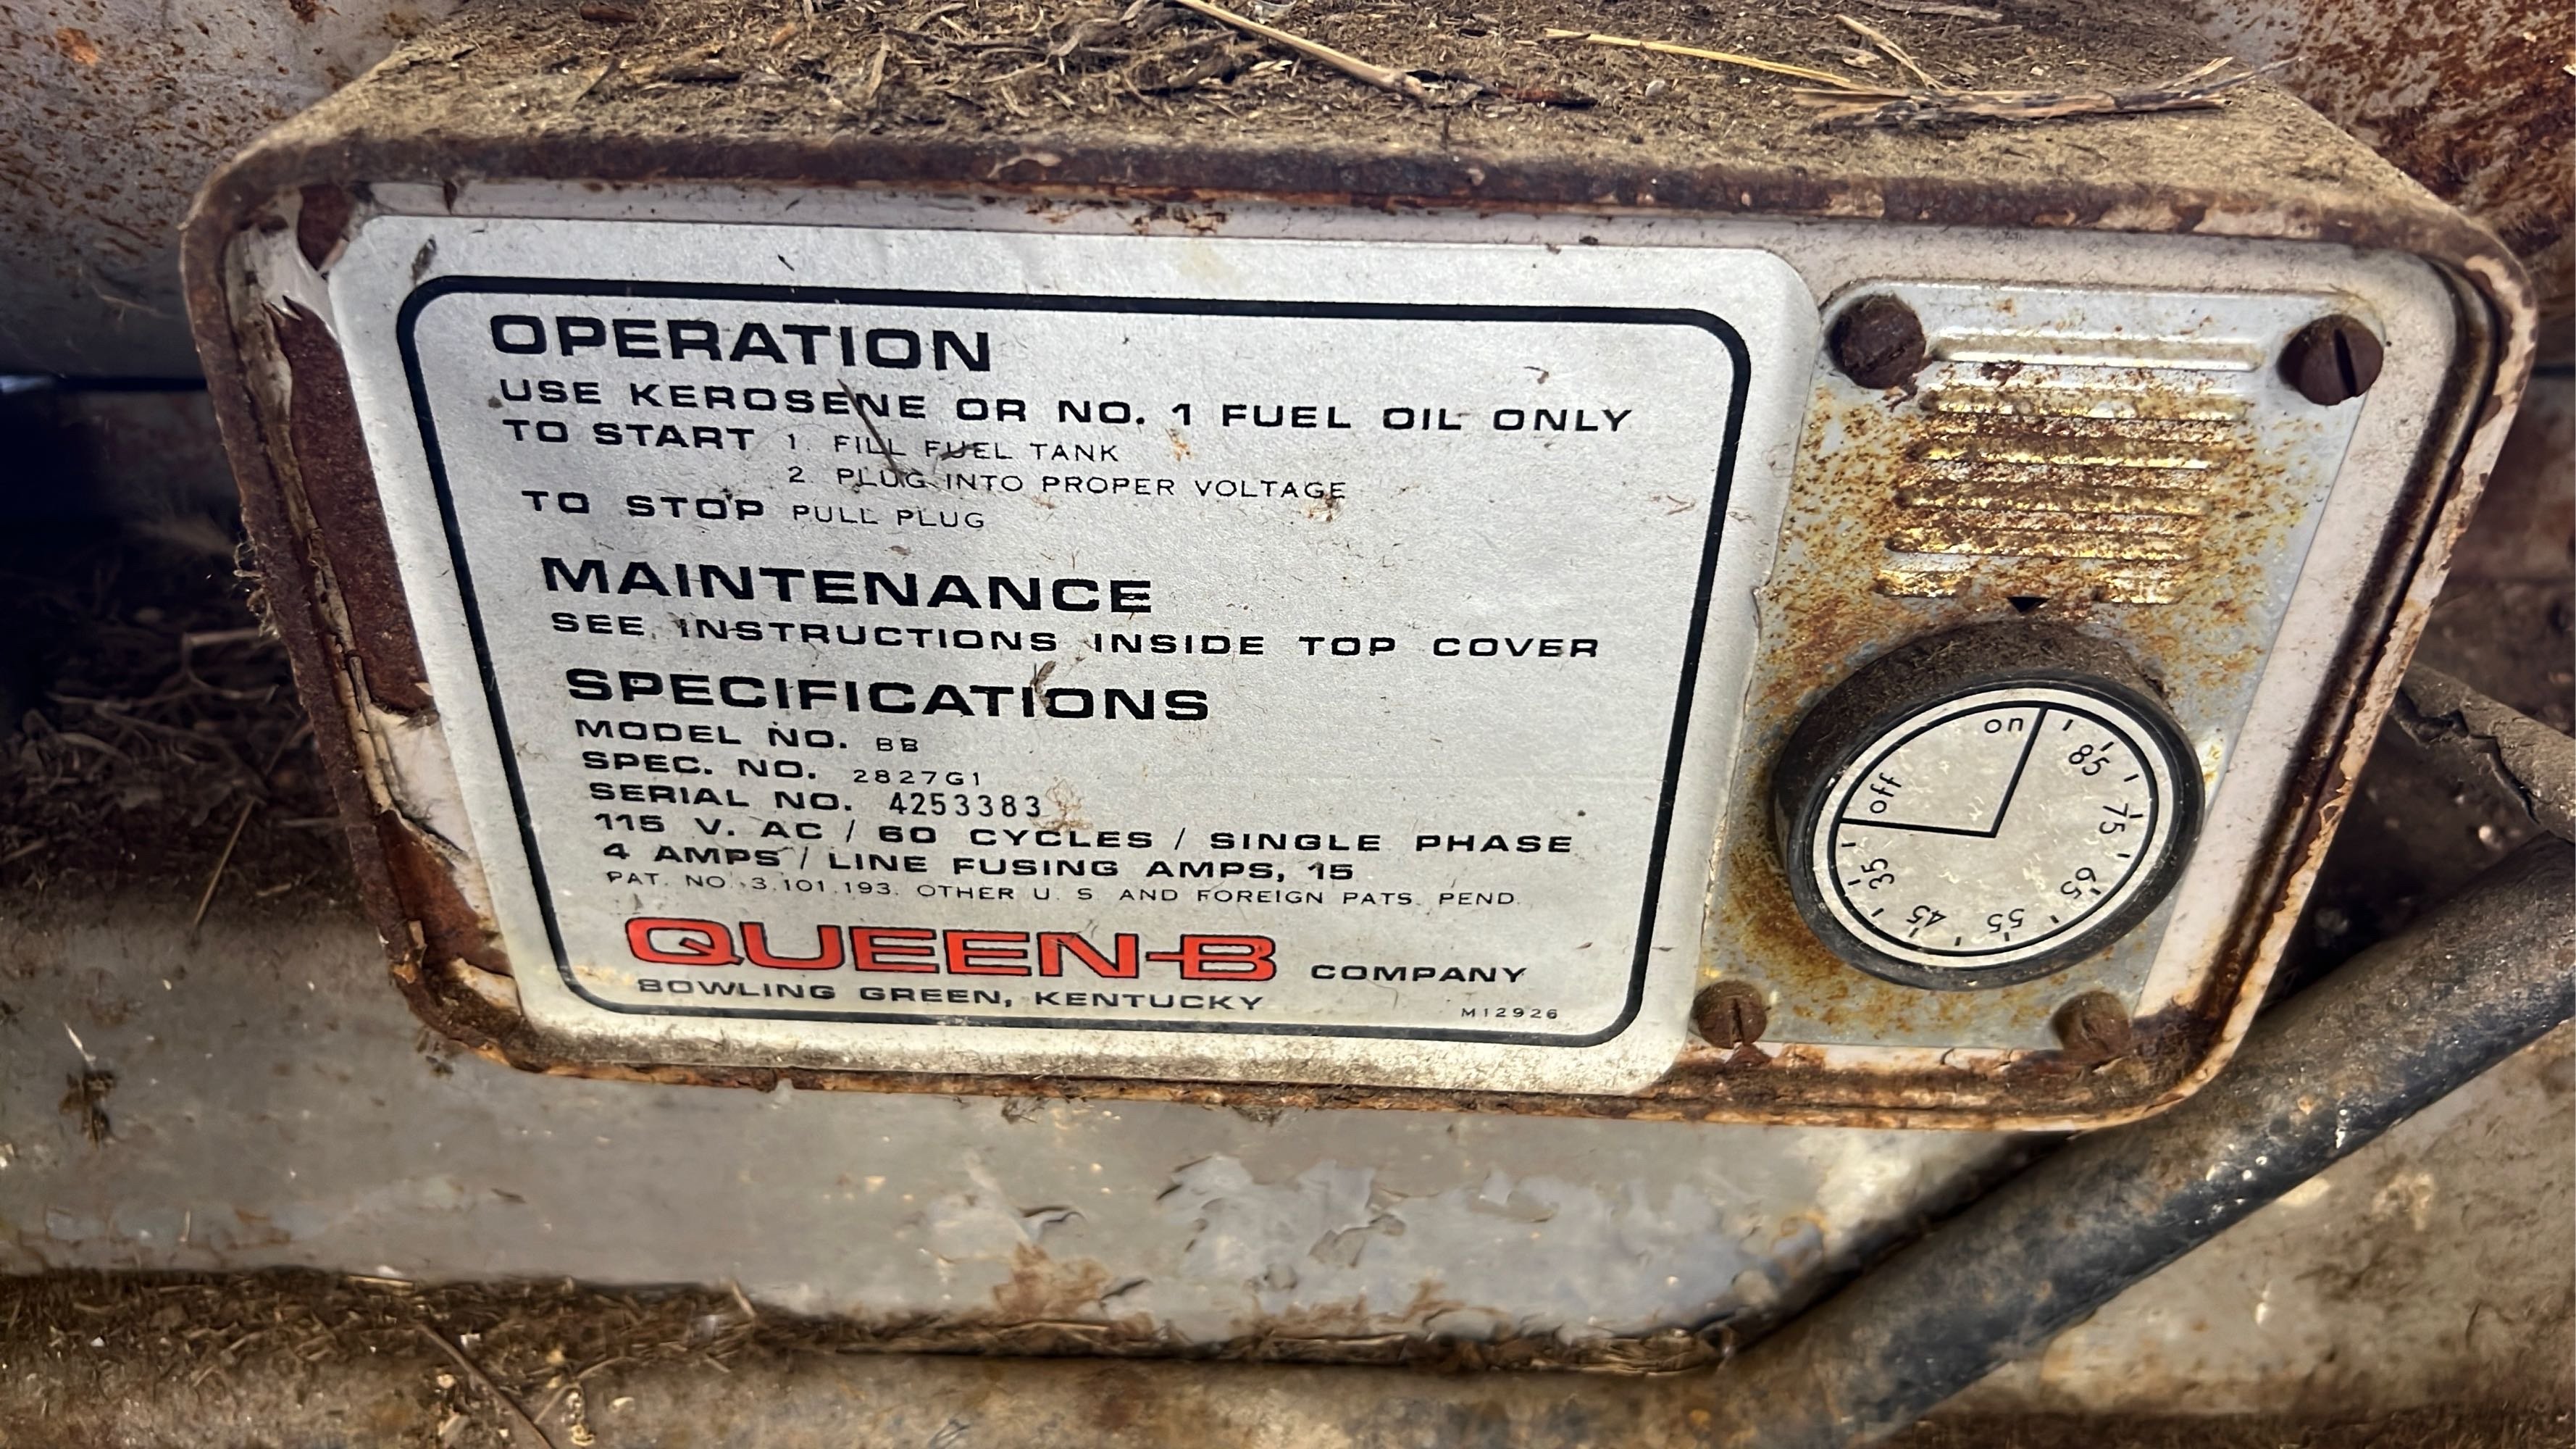 OPERATION
USE KEROSENE OR NO. 1 FUEL OIL ONLY
TO START 1. FILL FUEL TANK
2. PLUG INTO PROPER VOLTAGE
TO STOP PULL PLUG
MAINTENANCE
SEE INSTRUCTIONS INSIDE TOP COVER
SPECIFICATIONS
MODEL NO. BB
SPEC. NO. 2827G1
SERIAL NO. 4253383
115 V. AC / 60 CYCLES / SINGLE PHASE
4 AMPS / LINE FUSING AMPS, 15
PAT. NO. 3,101,193. OTHER U. S. AND FOREIGN PATS. PEND.
QUEEN-B COMPANY
BOWLING GREEN, KENTUCKY
M12926
on
85
75
65
55
45
35
off